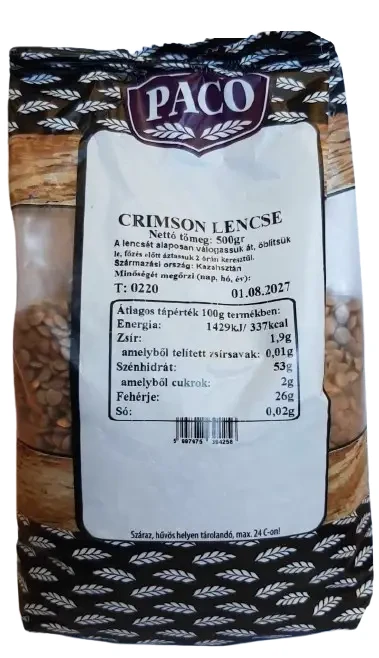 PACO
CRIMSON LENCSE
Nettó tömeg: 500gr
A lencsét alaposan válogassuk át, öblítsük
le, főzés előtt áztassuk 2 órán keresztül.
Származási ország: Kazahsztán
Minőségét megőrzi (nap, hó, év):
T: 0220 01.08.2027
Átlagos tápérték 100g termékben:
Energia: 1429kJ/ 337kcal
Zsír: 1,9g
amelyből telített zsírsavak: 0,01g
Szénhidrát: 53g
amelyből cukrok: 2g
Fehérje: 26g
Só: 0,02g
Száraz, hűvös helyen tárolandó, max. 24 C-on!